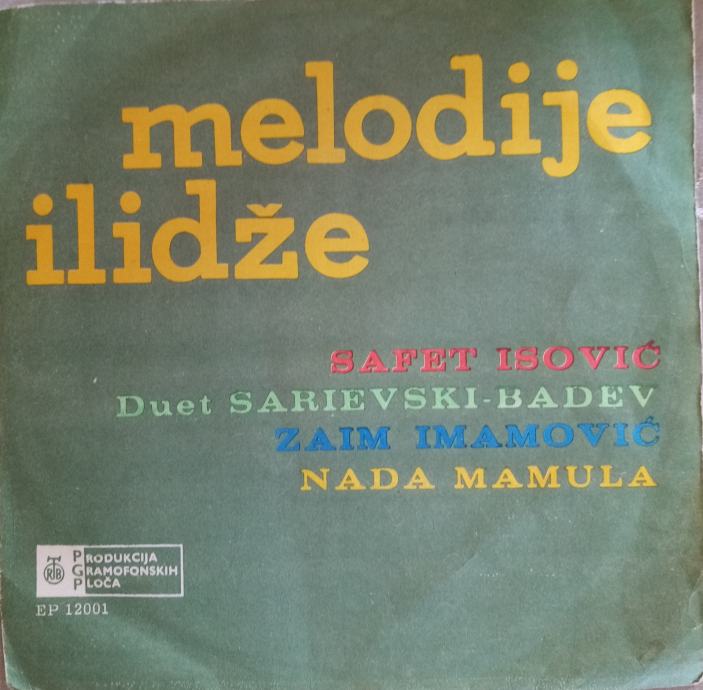 melodije
ilidže
SAFET ISOVIĆ
Duet SARIEVSKI-BADEV
ZAIM IMAMOVIĆ
NADA MAMULA
RTB
PRODUKCIJA
GRAMOFONSKIH
PLOČA
EP 12001